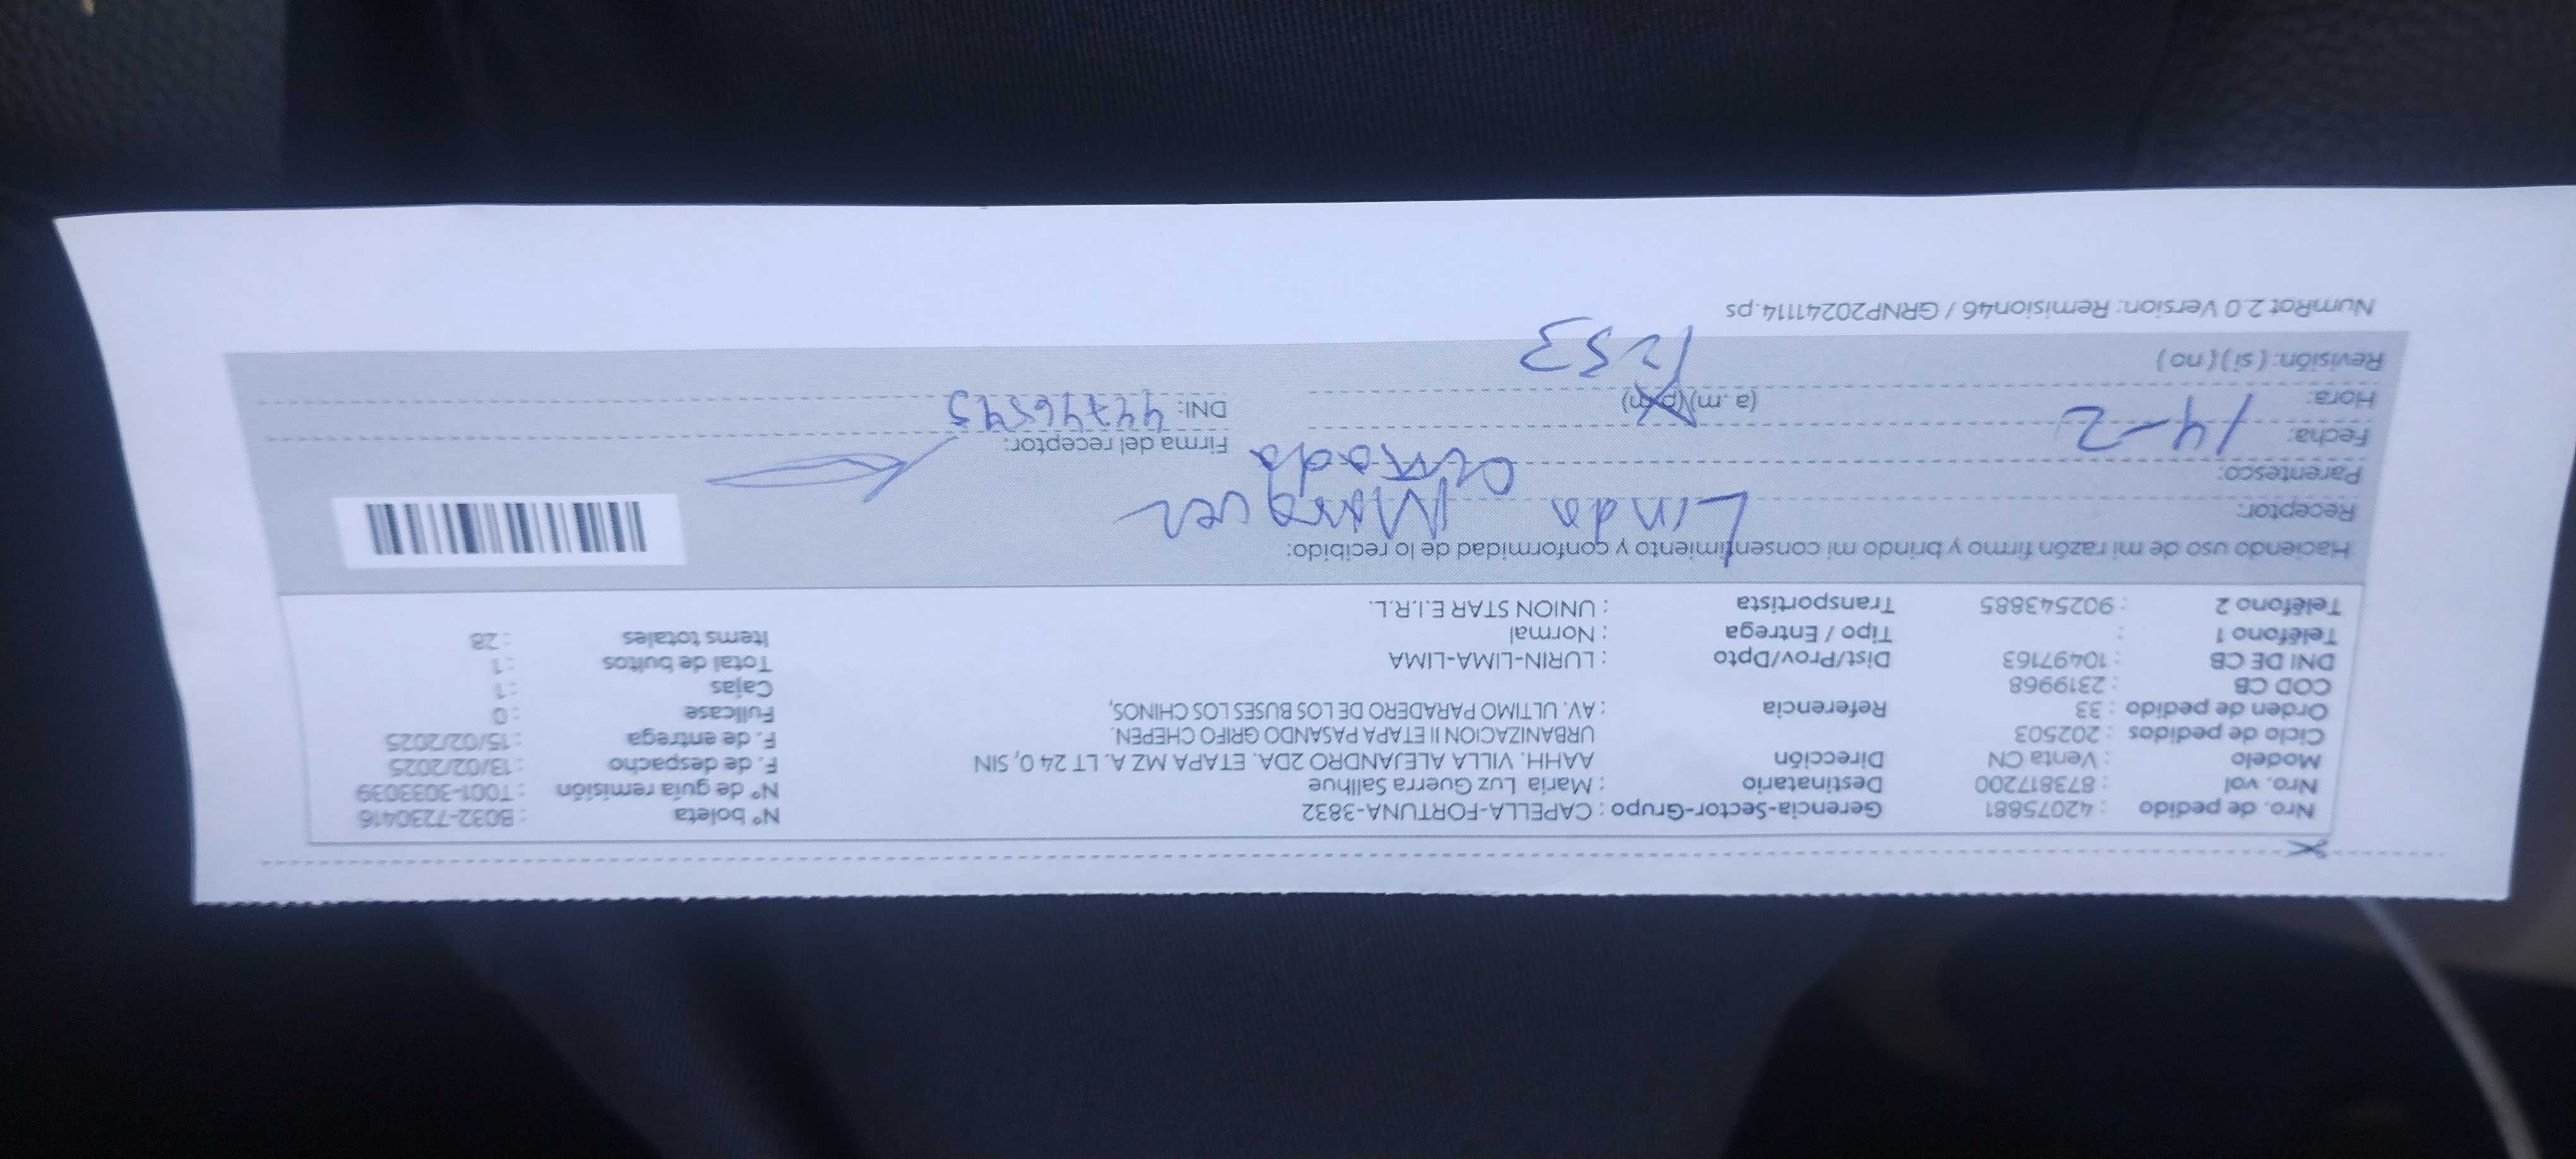 Nro. de pedido : 42075881 Gerencia-Sector-Grupo : CAPELLA-FORTUNA-3832 N° boleta : B032-7230416
Nro. vol : 873817200 Destinatario : Maria Luz Guerra Sallhue N° de guía remisión : T001-3033039
Modelo : Venta CN Dirección AAHH. VILLA ALEJANDRO 2DA. ETAPA MZ A. LT 24 0, SIN F. de despacho : 13/02/2025
Ciclo de pedidos : 202503 URBANIZACION II ETAPA PASANDO GRIFO CHEPEN. F. de entrega : 15/02/2025
Orden de pedido : 33 Referencia : AV. ULTIMO PARADERO DE LOS BUSES LOS CHINOS, Fullcase : 0
COD CB : 2319968 Cajas : 1
DNI DE CB : 10497163 Dist/Prov/Dpto : LURIN-LIMA-LIMA Total de bultos : 1
Teléfono 1 : Tipo / Entrega : Normal Items totales : 28
Teléfono 2 : 902543885 Transportista : UNION STAR E.I.R.L.
Haciendo uso de mi razón firmo y brindo mi consentimiento y conformidad de lo recibido:
Receptor: Linda Marquez
Parentesco:
Fecha: 14-2 Firma del receptor:
Hora: (a.m) (p.m) DNI: 44746545
Revisión: ( si ) ( no ) 1253
NumRot 2.0 Version: Remision46 / GRNP20241114.ps